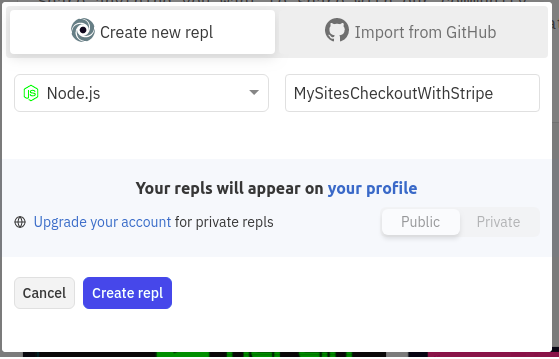 Create new repl
Import from GitHub
Node.js
MySitesCheckoutWithStripe
Your repls will appear on your profile
Upgrade your account for private repls
Public
Private
Cancel
Create repl